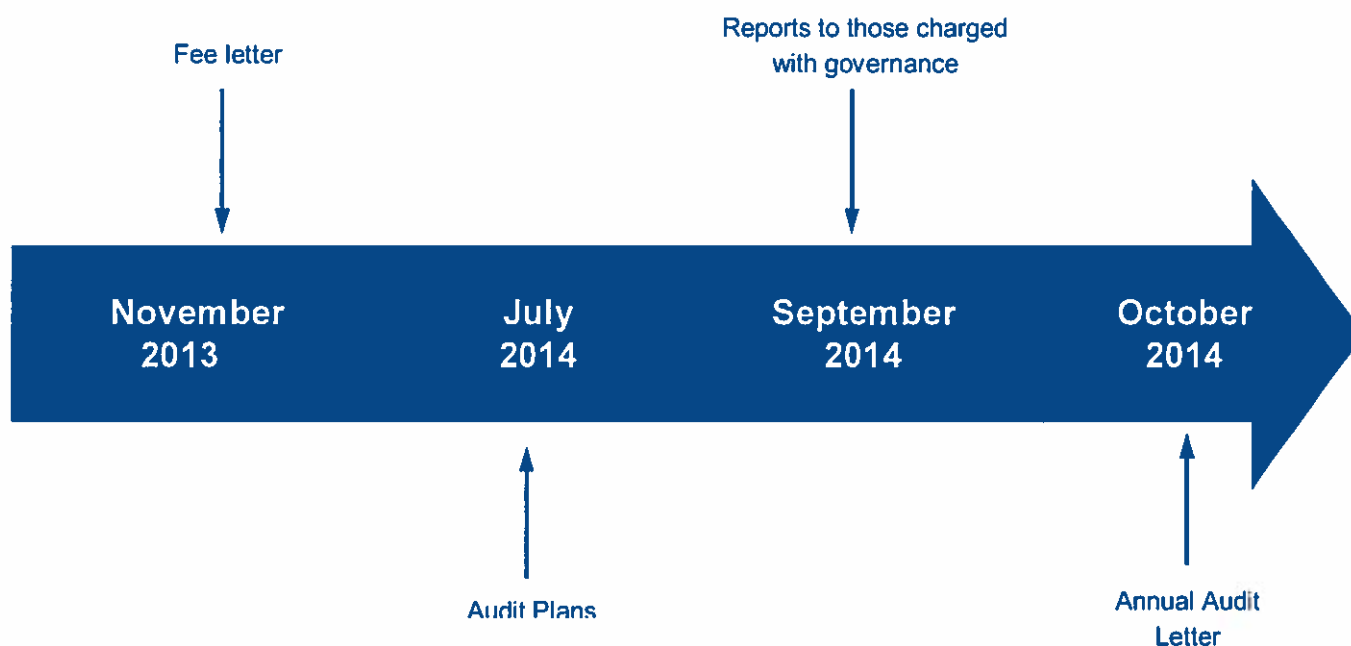 Fee letter
Reports to those charged
with governance
November
2013
July
2014
September
2014
October
2014
Audit Plans
Annual Audit
Letter